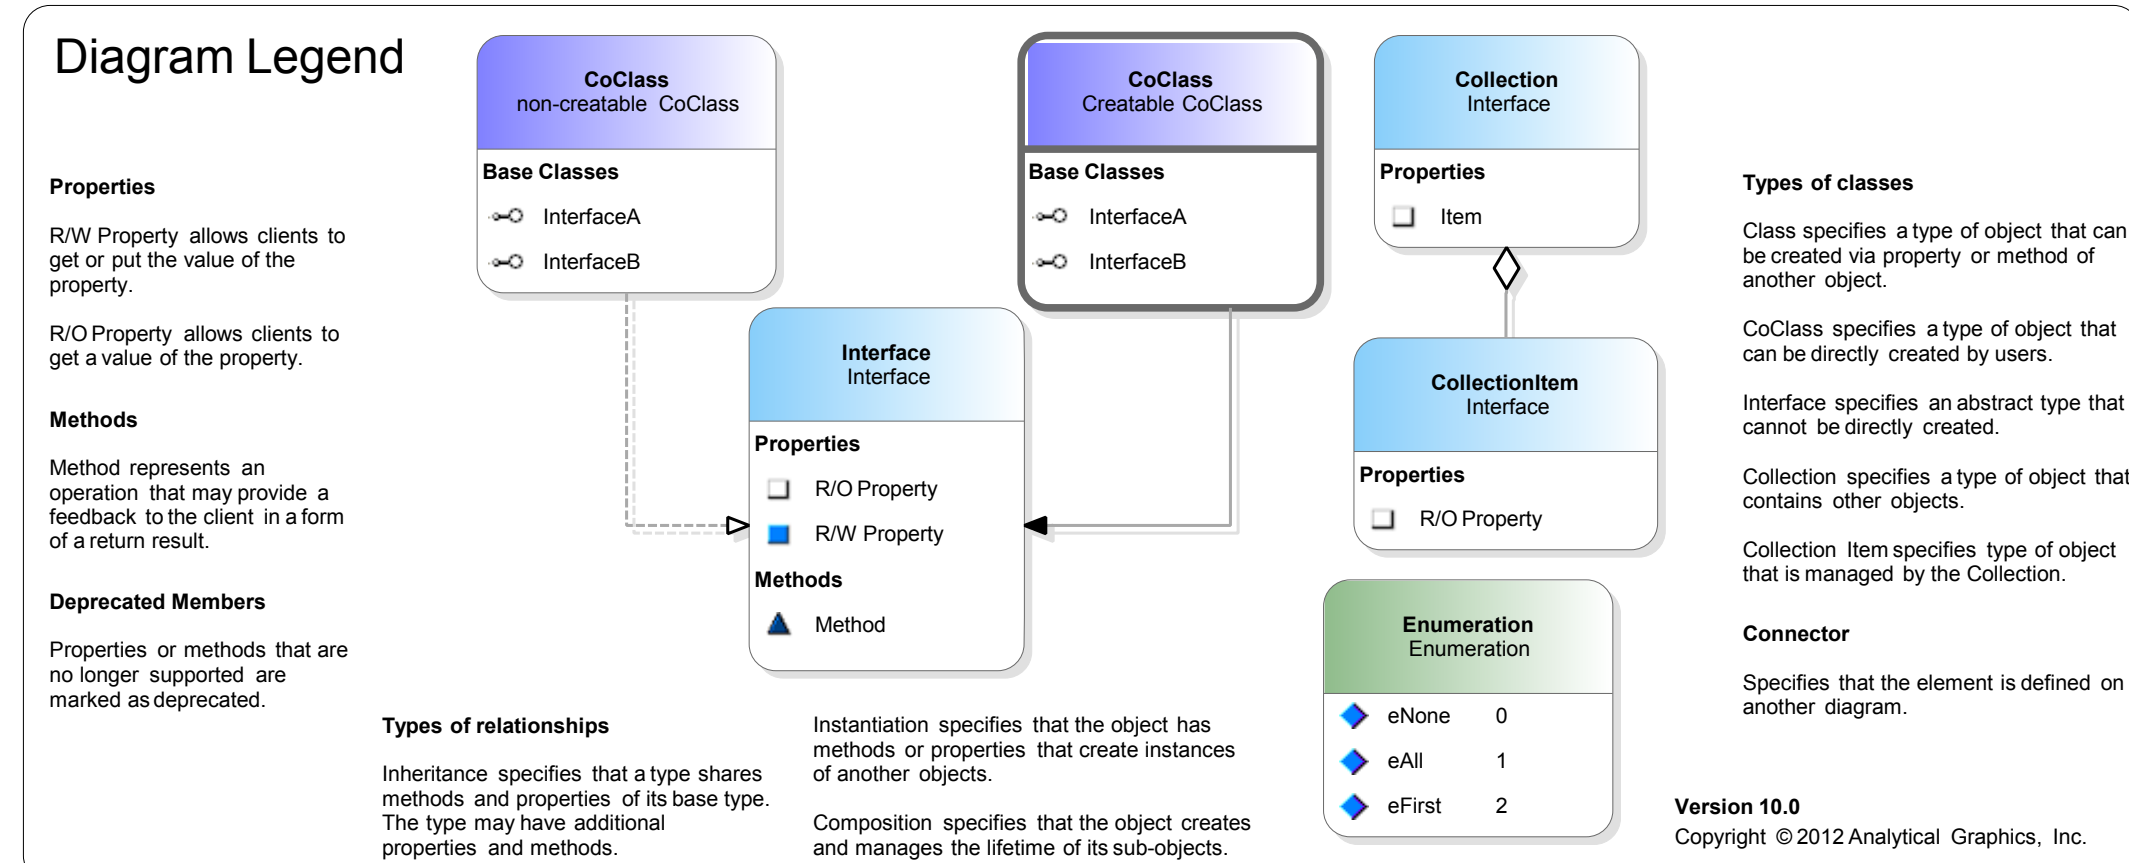 Diagram Legend
Properties
R/W Property allows clients to
get or put the value of the
property.
R/O Property allows clients to
get a value of the property.
Methods
Method represents an
operation that may provide a
feedback to the client in a form
of a return result.
Deprecated Members
Properties or methods that are
no longer supported are
marked as deprecated.
CoClass
non-creatable CoClass
Base Classes
InterfaceA
InterfaceB
Interface
Interface
Properties
R/O Property
R/W Property
Methods
Method
CoClass
Creatable CoClass
Base Classes
InterfaceA
InterfaceB
Collection
Interface
Properties
Item
CollectionItem
Interface
Properties
R/O Property
Enumeration
Enumeration
eNone 0
eAll 1
eFirst 2
Types of relationships
Inheritance specifies that a type shares
methods and properties of its base type.
The type may have additional
properties and methods.
Instantiation specifies that the object has
methods or properties that create instances
of another objects.
Composition specifies that the object creates
and manages the lifetime of its sub-objects.
Types of classes
Class specifies a type of object that can
be created via property or method of
another object.
CoClass specifies a type of object that
can be directly created by users.
Interface specifies an abstract type that
cannot be directly created.
Collection specifies a type of object that
contains other objects.
Collection Item specifies type of object
that is managed by the Collection.
Connector
Specifies that the element is defined on
another diagram.
Version 10.0
Copyright © 2012 Analytical Graphics, Inc.